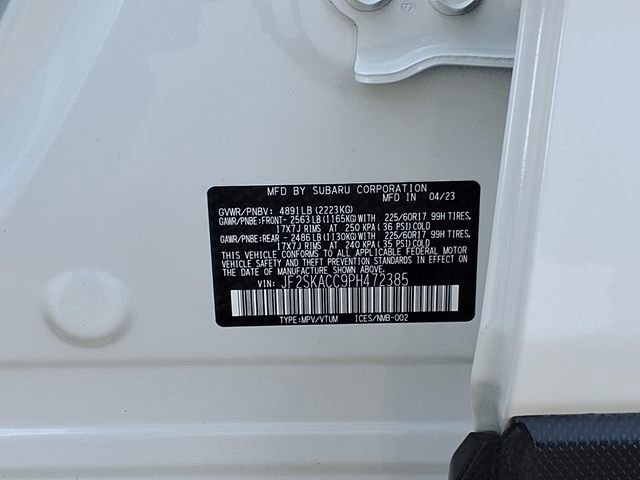 MFD BY SUBARU CORPORATION
MFD IN 04/23
GVWR/PNBV: 4891LB(2223KG)
GAWR/PNBE:FRONT- 2563LB(1165KG)WITH 225/60R17 99H TIRES,
17X7J RIMS AT 250 KPA(36 PSI)COLD
GAWR/PNBE:REAR - 2486LB(1130KG)WITH 225/60R17 99H TIRES,
17X7J RIMS AT 240 KPA(35 PSI)COLD
THIS VEHICLE CONFORMS TO ALL APPLICABLE FEDERAL MOTOR
VEHICLE SAFETY AND THEFT PREVENTION STANDARDS IN EFFECT ON THE
DATE OF MANUFACTURE SHOWN ABOVE.
VIN: JF2SKACC9PH472385
TYPE:MPV/VTUM ICES/NMB-002